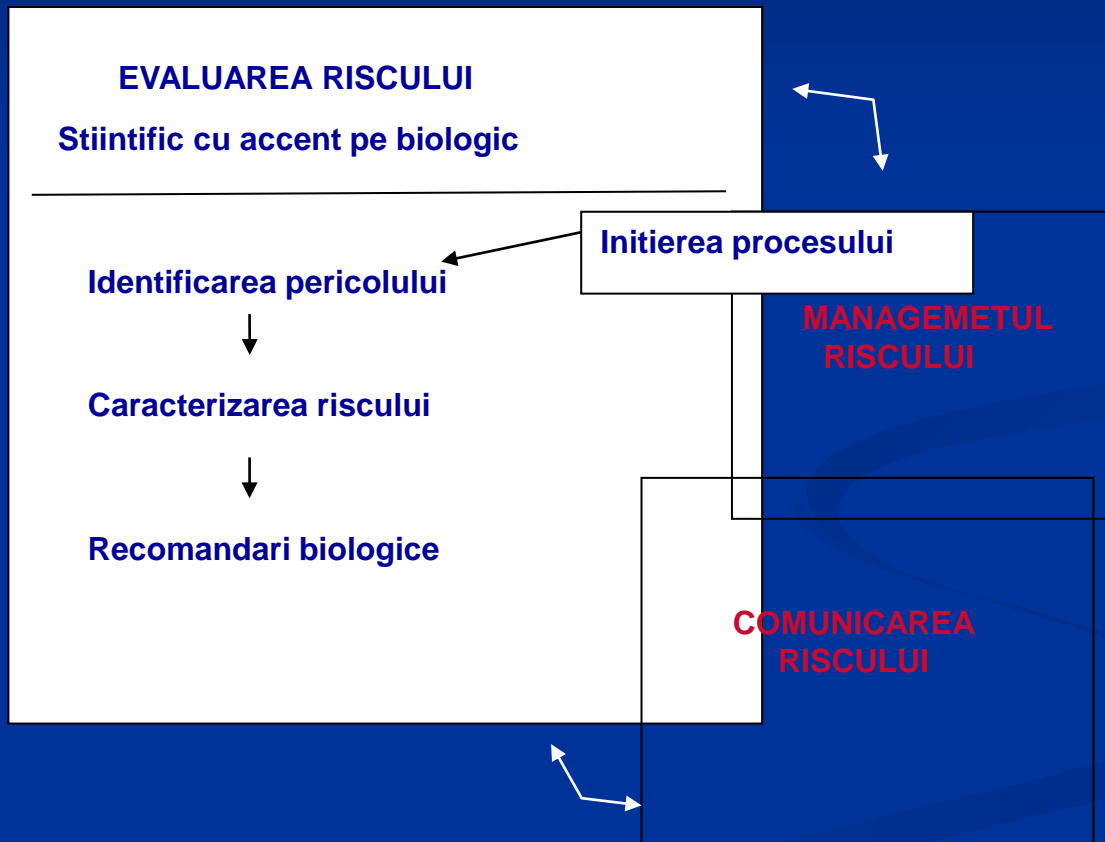 EVALUAREA RISCULUI
Stiintific cu accent pe biologic
Initierea procesului
Identificarea pericolului
MANAGEMETUL
RISCULUI
Caracterizarea riscului
Recomandari biologice
COMUNICAREA
RISCULUI